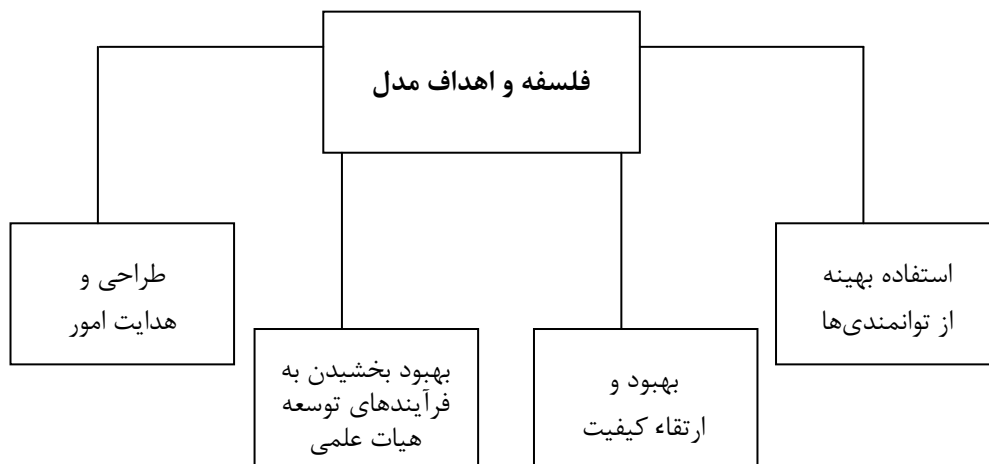 فلسفه و اهداف مدل
استفاده بهینه
از توانمندی‌ها
بهبود و
ارتقاء کیفیت
بهبود بخشیدن به
فرآیندهای توسعه
هیات علمی
طراحی و
هدایت امور